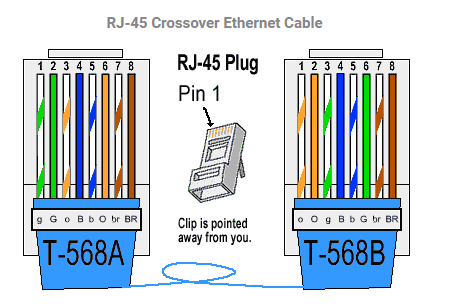 RJ-45 Crossover Ethernet Cable
1 2 3 4 5 6 7 8
RJ-45 Plug
Pin 1
1 2 3 4 5 6 7 8
Clip is pointed
away from you.
g G o B b O br BR
T-568A
o O g B b G br BR
T-568B